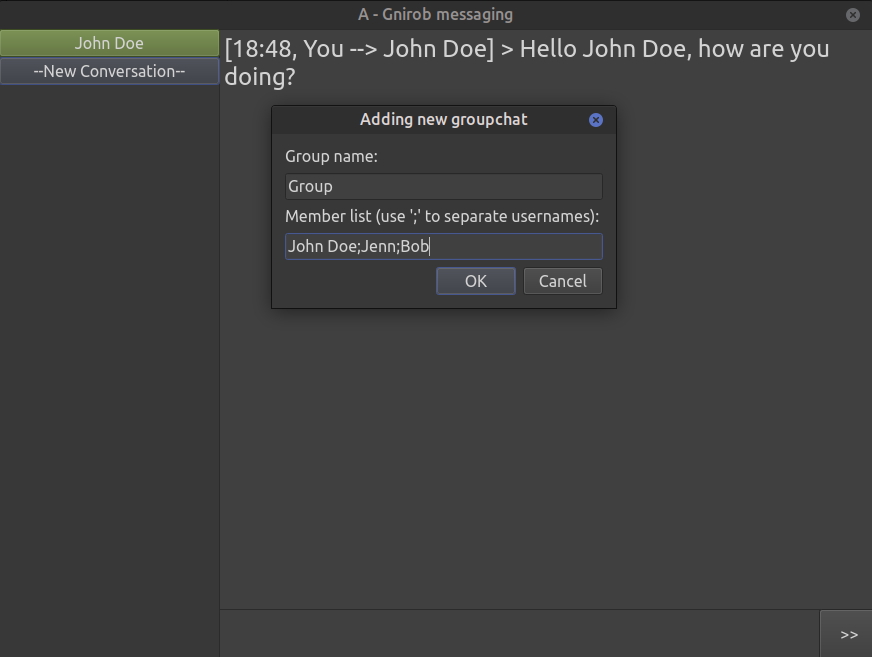 A - Gnirob messaging
John Doe
--New Conversation--
[18:48, You --> John Doe] > Hello John Doe, how are you
doing?
Adding new groupchat
Group name:
Group
Member list (use ';' to separate usernames):
John Doe;Jenn;Bob
OK
Cancel
>>